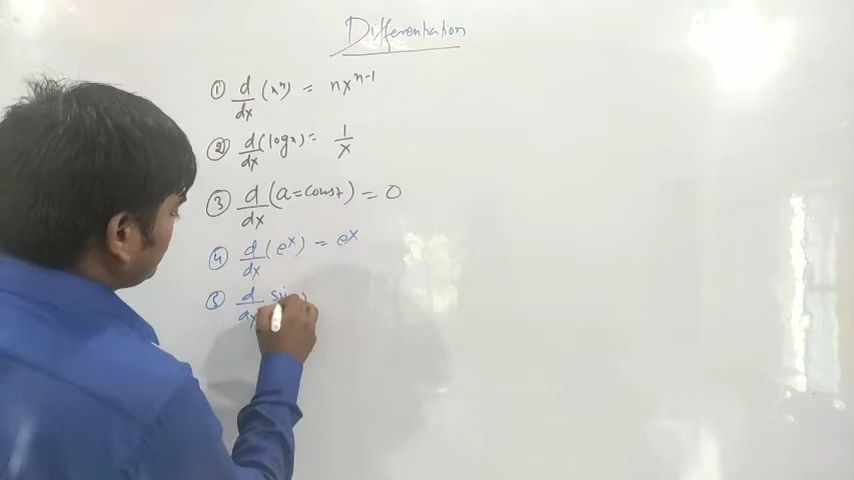 Differentiation
① d/dx (xⁿ) = nxⁿ⁻¹
② d/dx (logx) = 1/x
③ d/dx (a = const) = 0
④ d/dx (eˣ) = eˣ
⑤ d/dx